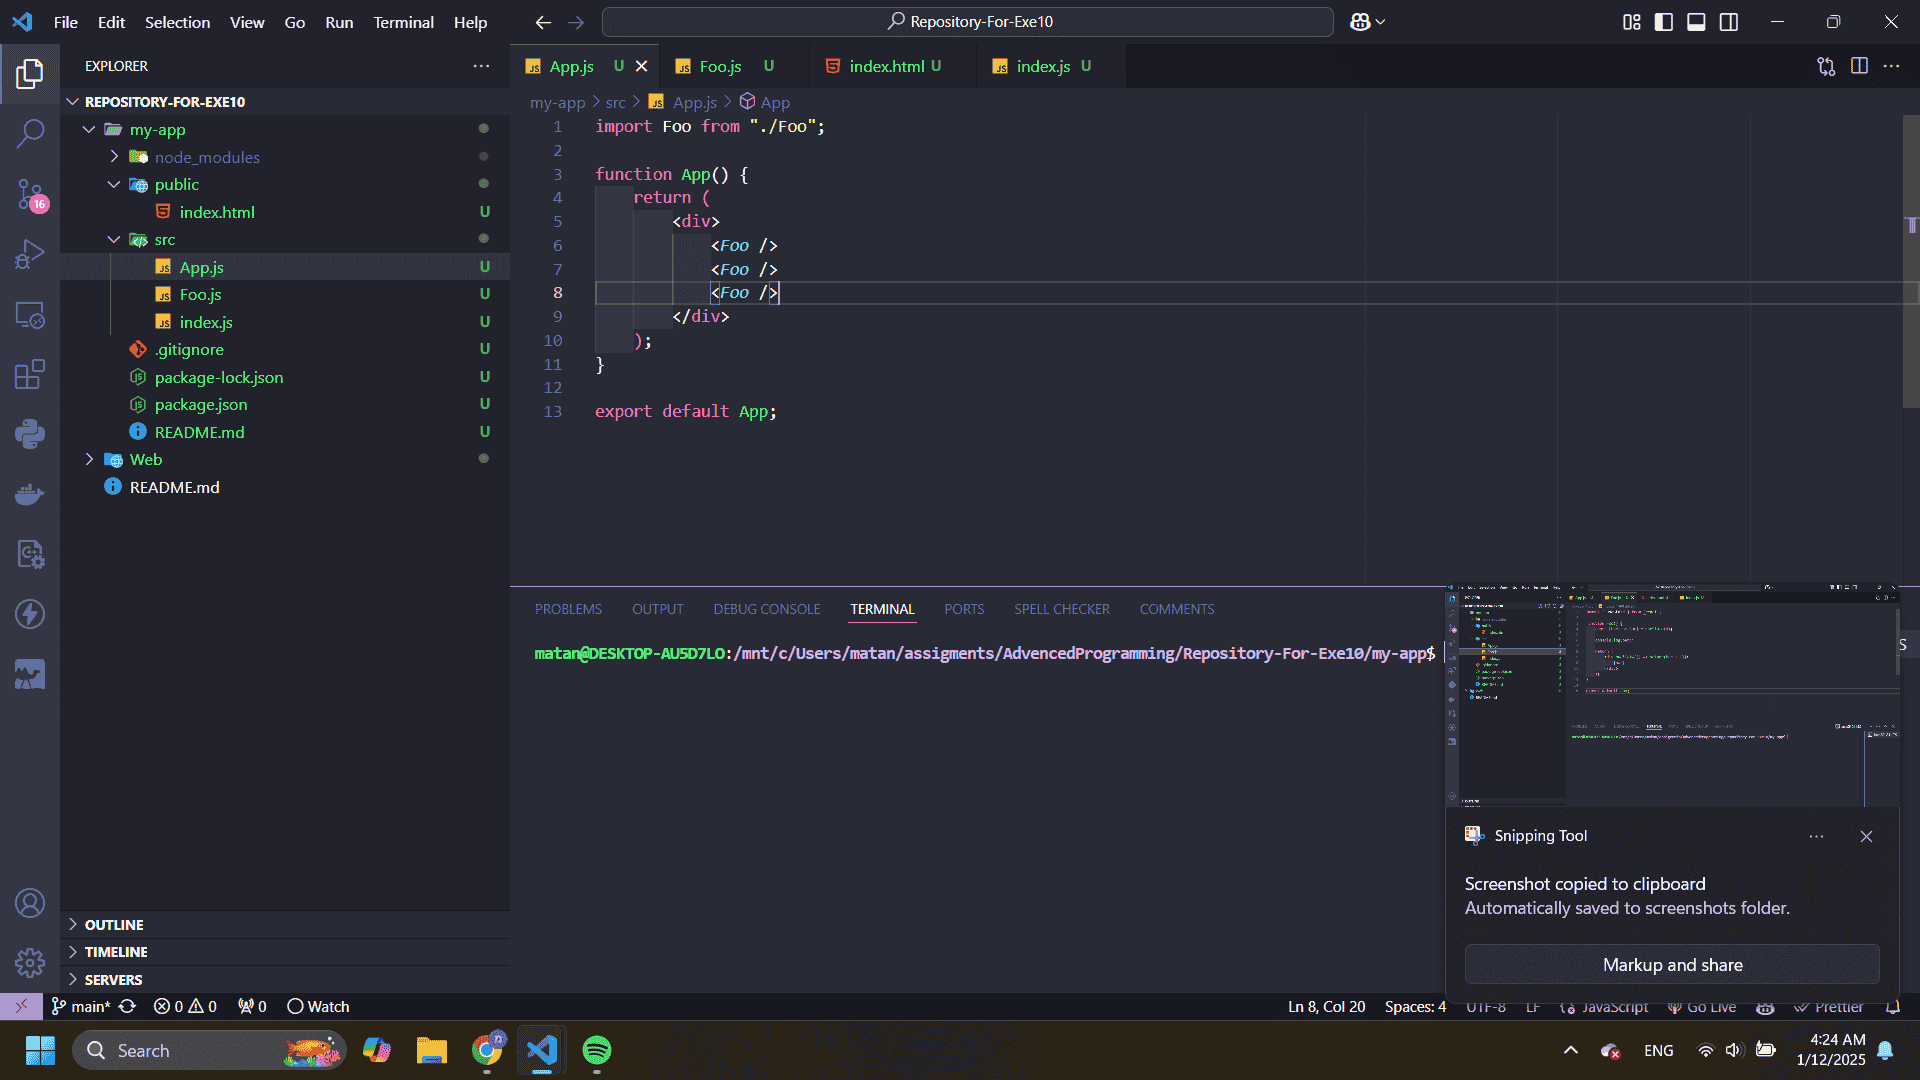 File Edit Selection View Go Run Terminal Help
Repository-For-Exe10
EXPLORER
REPOSITORY-FOR-EXE10
my-app
node_modules
public
index.html U
src
App.js U
Foo.js U
index.js U
.gitignore U
package-lock.json U
package.json U
README.md U
Web
README.md
OUTLINE
TIMELINE
SERVERS
16
App.js U Foo.js U index.html U index.js U
my-app > src > App.js > App
1 import Foo from "./Foo";
2
3 function App() {
4 return (
5 <div>
6 <Foo />
7 <Foo />
8 <Foo />
9 </div>
10 );
11 }
12
13 export default App;
PROBLEMS OUTPUT DEBUG CONSOLE TERMINAL PORTS SPELL CHECKER COMMENTS
matan@DESKTOP-AU5D7LO:/mnt/c/Users/matan/assigments/AdvencedProgramming/Repository-For-Exe10/my-app$
Snipping Tool
Screenshot copied to clipboard
Automatically saved to screenshots folder.
Markup and share
main* 0 0 0 Watch
Ln 8, Col 20 Spaces: 4 UTF-8 LF JavaScript Go Live Prettier
Search
ENG
4:24 AM
1/12/2025